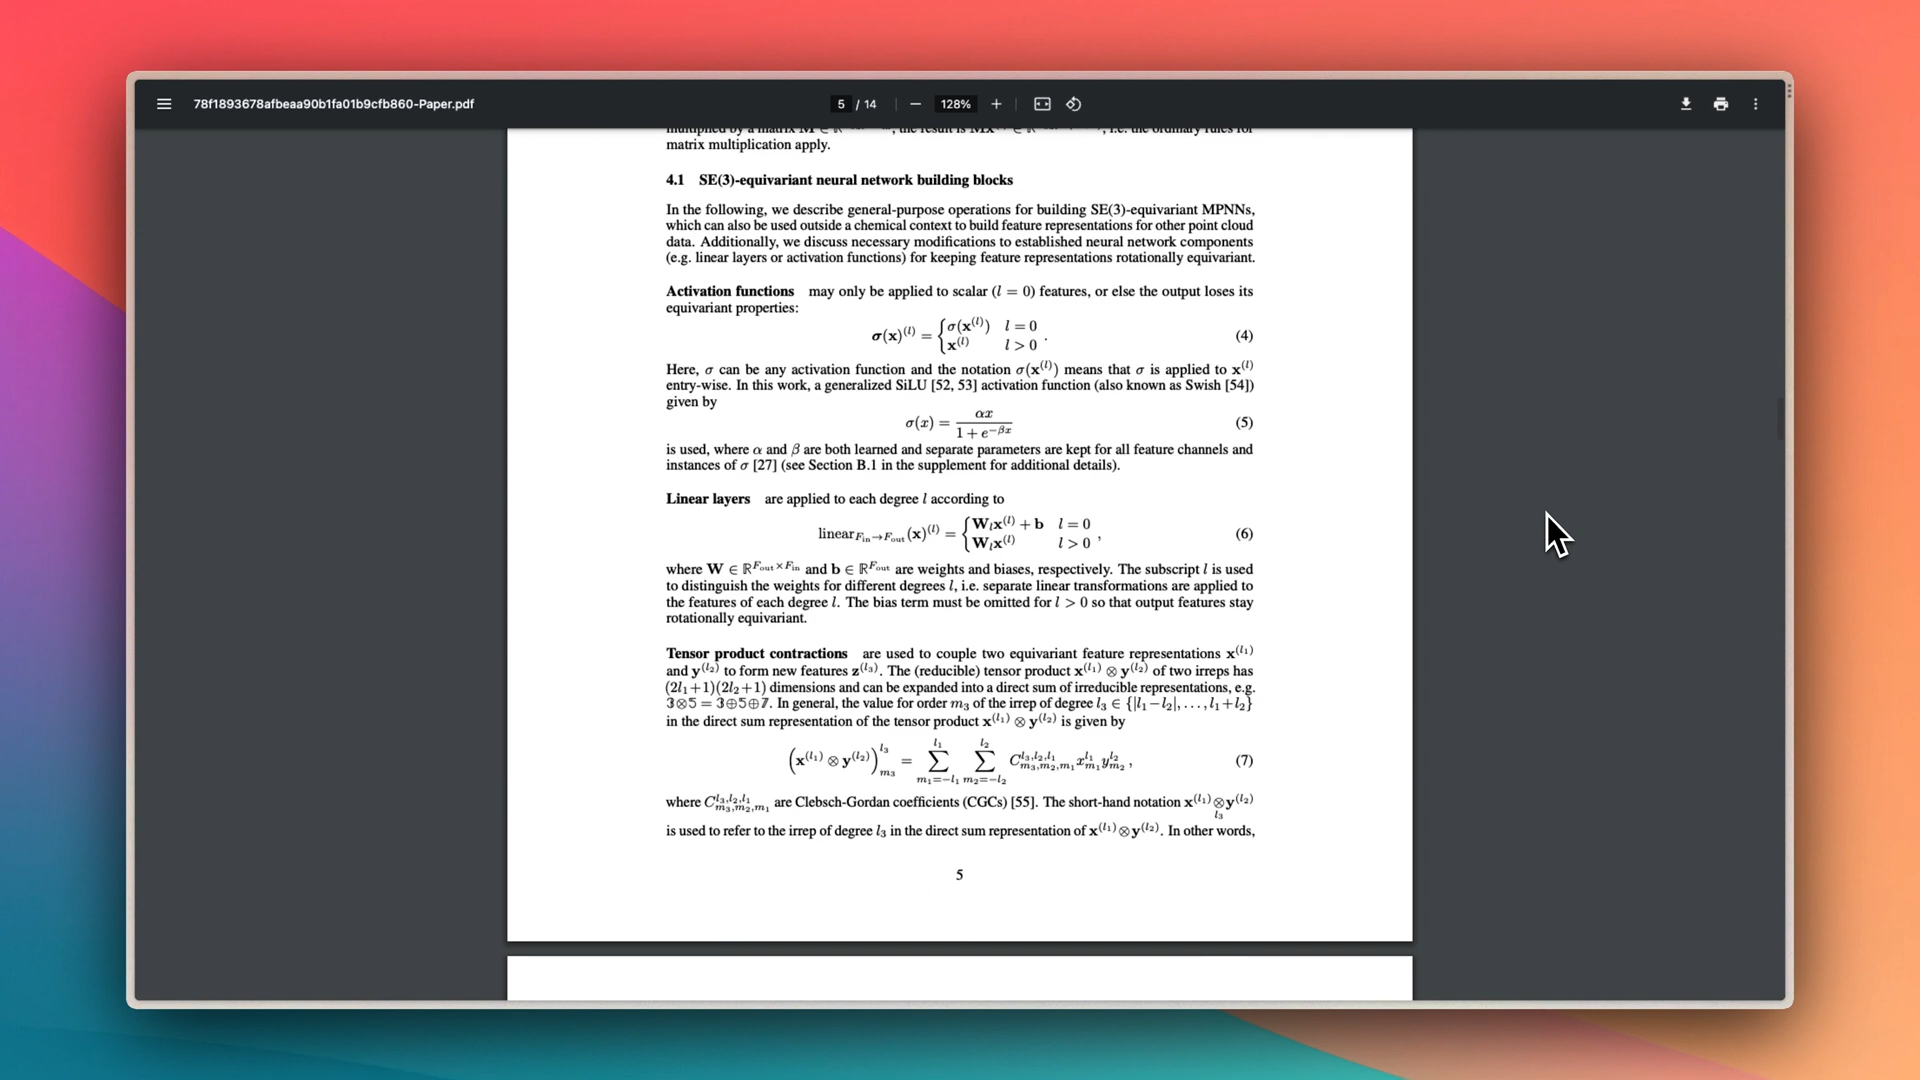 78f1893678afbeaa90b1fa01b9cfb860-Paper.pdf
5 / 14
128%
matrix multiplication apply.
4.1 SE(3)-equivariant neural network building blocks
In the following, we describe general-purpose operations for building SE(3)-equivariant MPNNs,
which can also be used outside a chemical context to build feature representations for other point cloud
data. Additionally, we discuss necessary modifications to established neural network components
(e.g. linear layers or activation functions) for keeping feature representations rotationally equivariant.
Activation functions may only be applied to scalar (l = 0) features, or else the output loses its
equivariant properties:
σ(x)^(l) = { σ(x^(l)) l = 0
x^(l) l > 0 . (4)
Here, σ can be any activation function and the notation σ(x^(l)) means that σ is applied to x^(l)
entry-wise. In this work, a generalized SiLU [52, 53] activation function (also known as Swish [54])
given by
σ(x) = αx / (1 + e^(−βx)) (5)
is used, where α and β are both learned and separate parameters are kept for all feature channels and
instances of σ [27] (see Section B.1 in the supplement for additional details).
Linear layers are applied to each degree l according to
linear_{F_in→F_out}(x)^(l) = { W_l x^(l) + b l = 0
W_l x^(l) l > 0 , (6)
where W ∈ ℝ^{F_out×F_in} and b ∈ ℝ^{F_out} are weights and biases, respectively. The subscript l is used
to distinguish the weights for different degrees l, i.e. separate linear transformations are applied to
the features of each degree l. The bias term must be omitted for l > 0 so that output features stay
rotationally equivariant.
Tensor product contractions are used to couple two equivariant feature representations x^(l₁)
and y^(l₂) to form new features z^(l₃). The (reducible) tensor product x^(l₁) ⊗ y^(l₂) of two irreps has
(2l₁+1)(2l₂+1) dimensions and can be expanded into a direct sum of irreducible representations, e.g.
𝟛⊗𝟝 = 𝟛⊕𝟝⊕𝟟. In general, the value for order m₃ of the irrep of degree l₃ ∈ {|l₁−l₂|, . . . , l₁+l₂}
in the direct sum representation of the tensor product x^(l₁) ⊗ y^(l₂) is given by
(x^(l₁) ⊗ y^(l₂))^{l₃}_{m₃} = Σ_{m₁=−l₁}^{l₁} Σ_{m₂=−l₂}^{l₂} C^{l₃,l₂,l₁}_{m₃,m₂,m₁} x^{l₁}_{m₁} y^{l₂}_{m₂} , (7)
where C^{l₃,l₂,l₁}_{m₃,m₂,m₁} are Clebsch-Gordan coefficients (CGCs) [55]. The short-hand notation x^(l₁) ⊗_{l₃} y^(l₂)
is used to refer to the irrep of degree l₃ in the direct sum representation of x^(l₁)⊗y^(l₂). In other words,
5